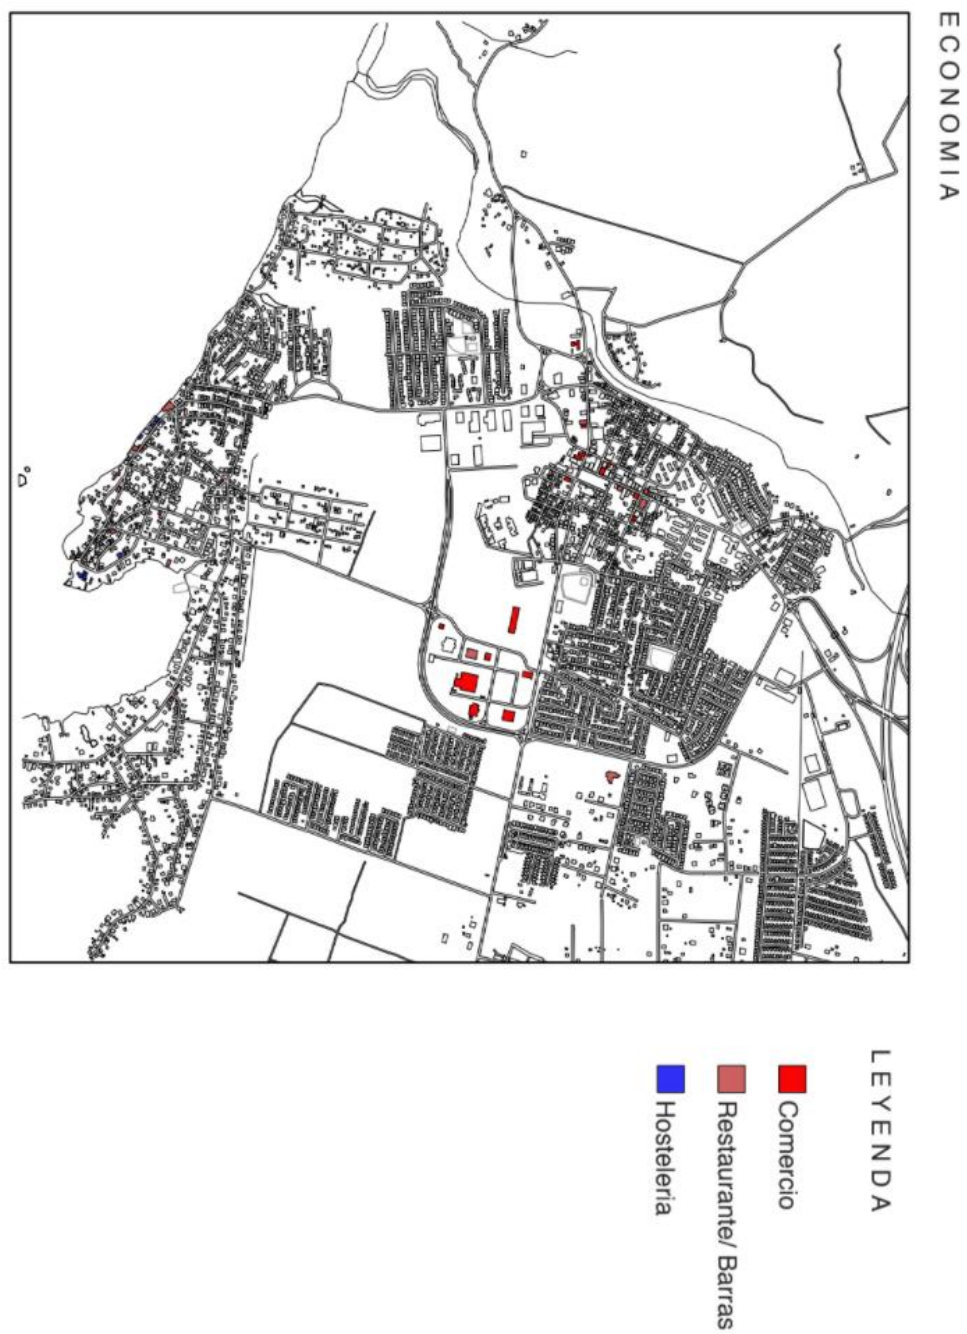 ECONOMIA
LEYENDA
Comercio
Restaurante/ Barras
Hosteleria